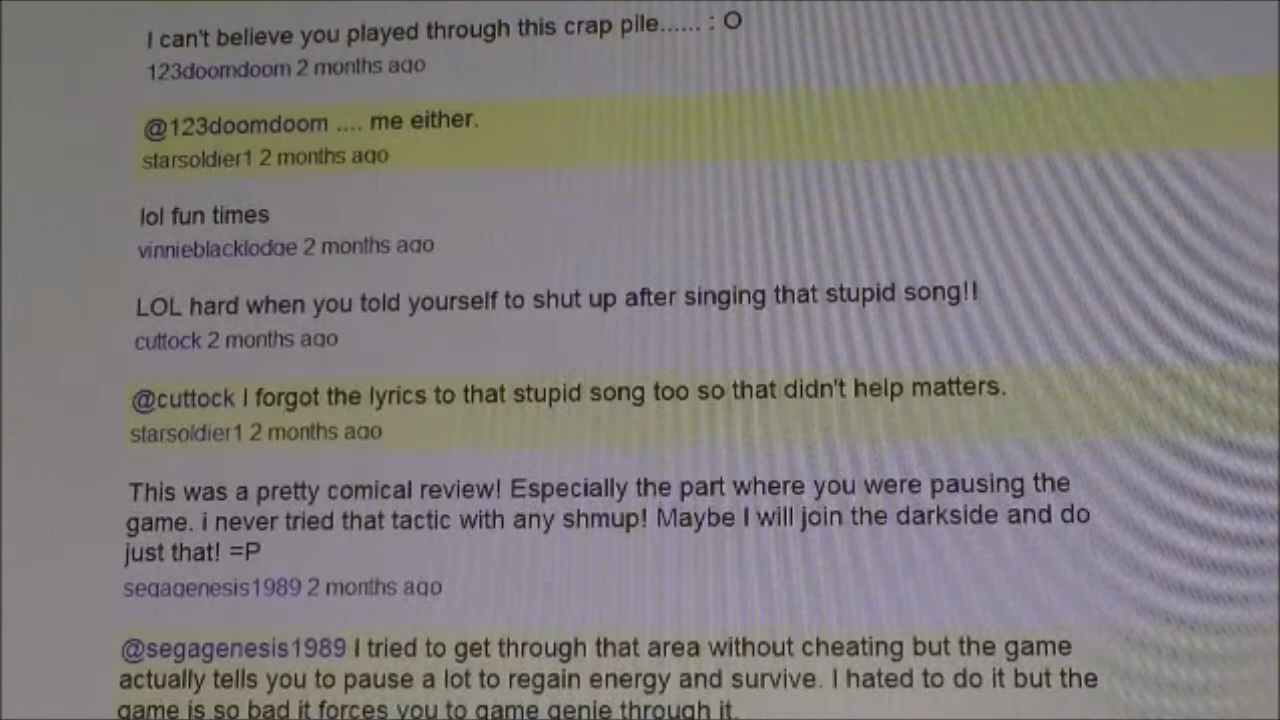 I can't believe you played through this crap pile...... : O
123doomdoom 2 months ago
@123doomdoom .... me either.
starsoldier1 2 months ago
lol fun times
vinnieblacklodge 2 months ago
LOL hard when you told yourself to shut up after singing that stupid song!!
cuttock 2 months ago
@cuttock I forgot the lyrics to that stupid song too so that didn't help matters.
starsoldier1 2 months ago
This was a pretty comical review! Especially the part where you were pausing the
game. i never tried that tactic with any shmup! Maybe I will join the darkside and do
just that! =P
segagenesis1989 2 months ago
@segagenesis1989 I tried to get through that area without cheating but the game
actually tells you to pause a lot to regain energy and survive. I hated to do it but the
game is so bad it forces you to game genie through it.